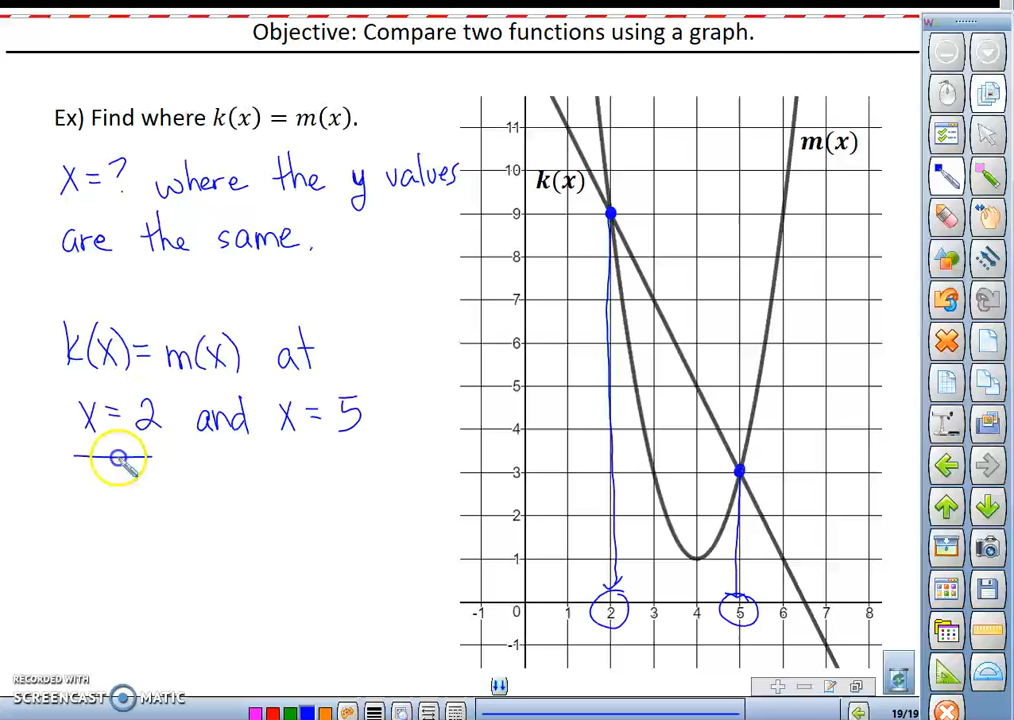 Objective: Compare two functions using a graph.
Ex) Find where k(x) = m(x).
x = ? where the y values
are the same.
k(x) = m(x) at
x = 2 and x = 5
k(x)
m(x)
11
10
9
8
7
6
5
4
3
2
1
-1
-1 0 1 2 3 4 5 6 7 8
RECORDED WITH
SCREENCAST MATIC
19/19